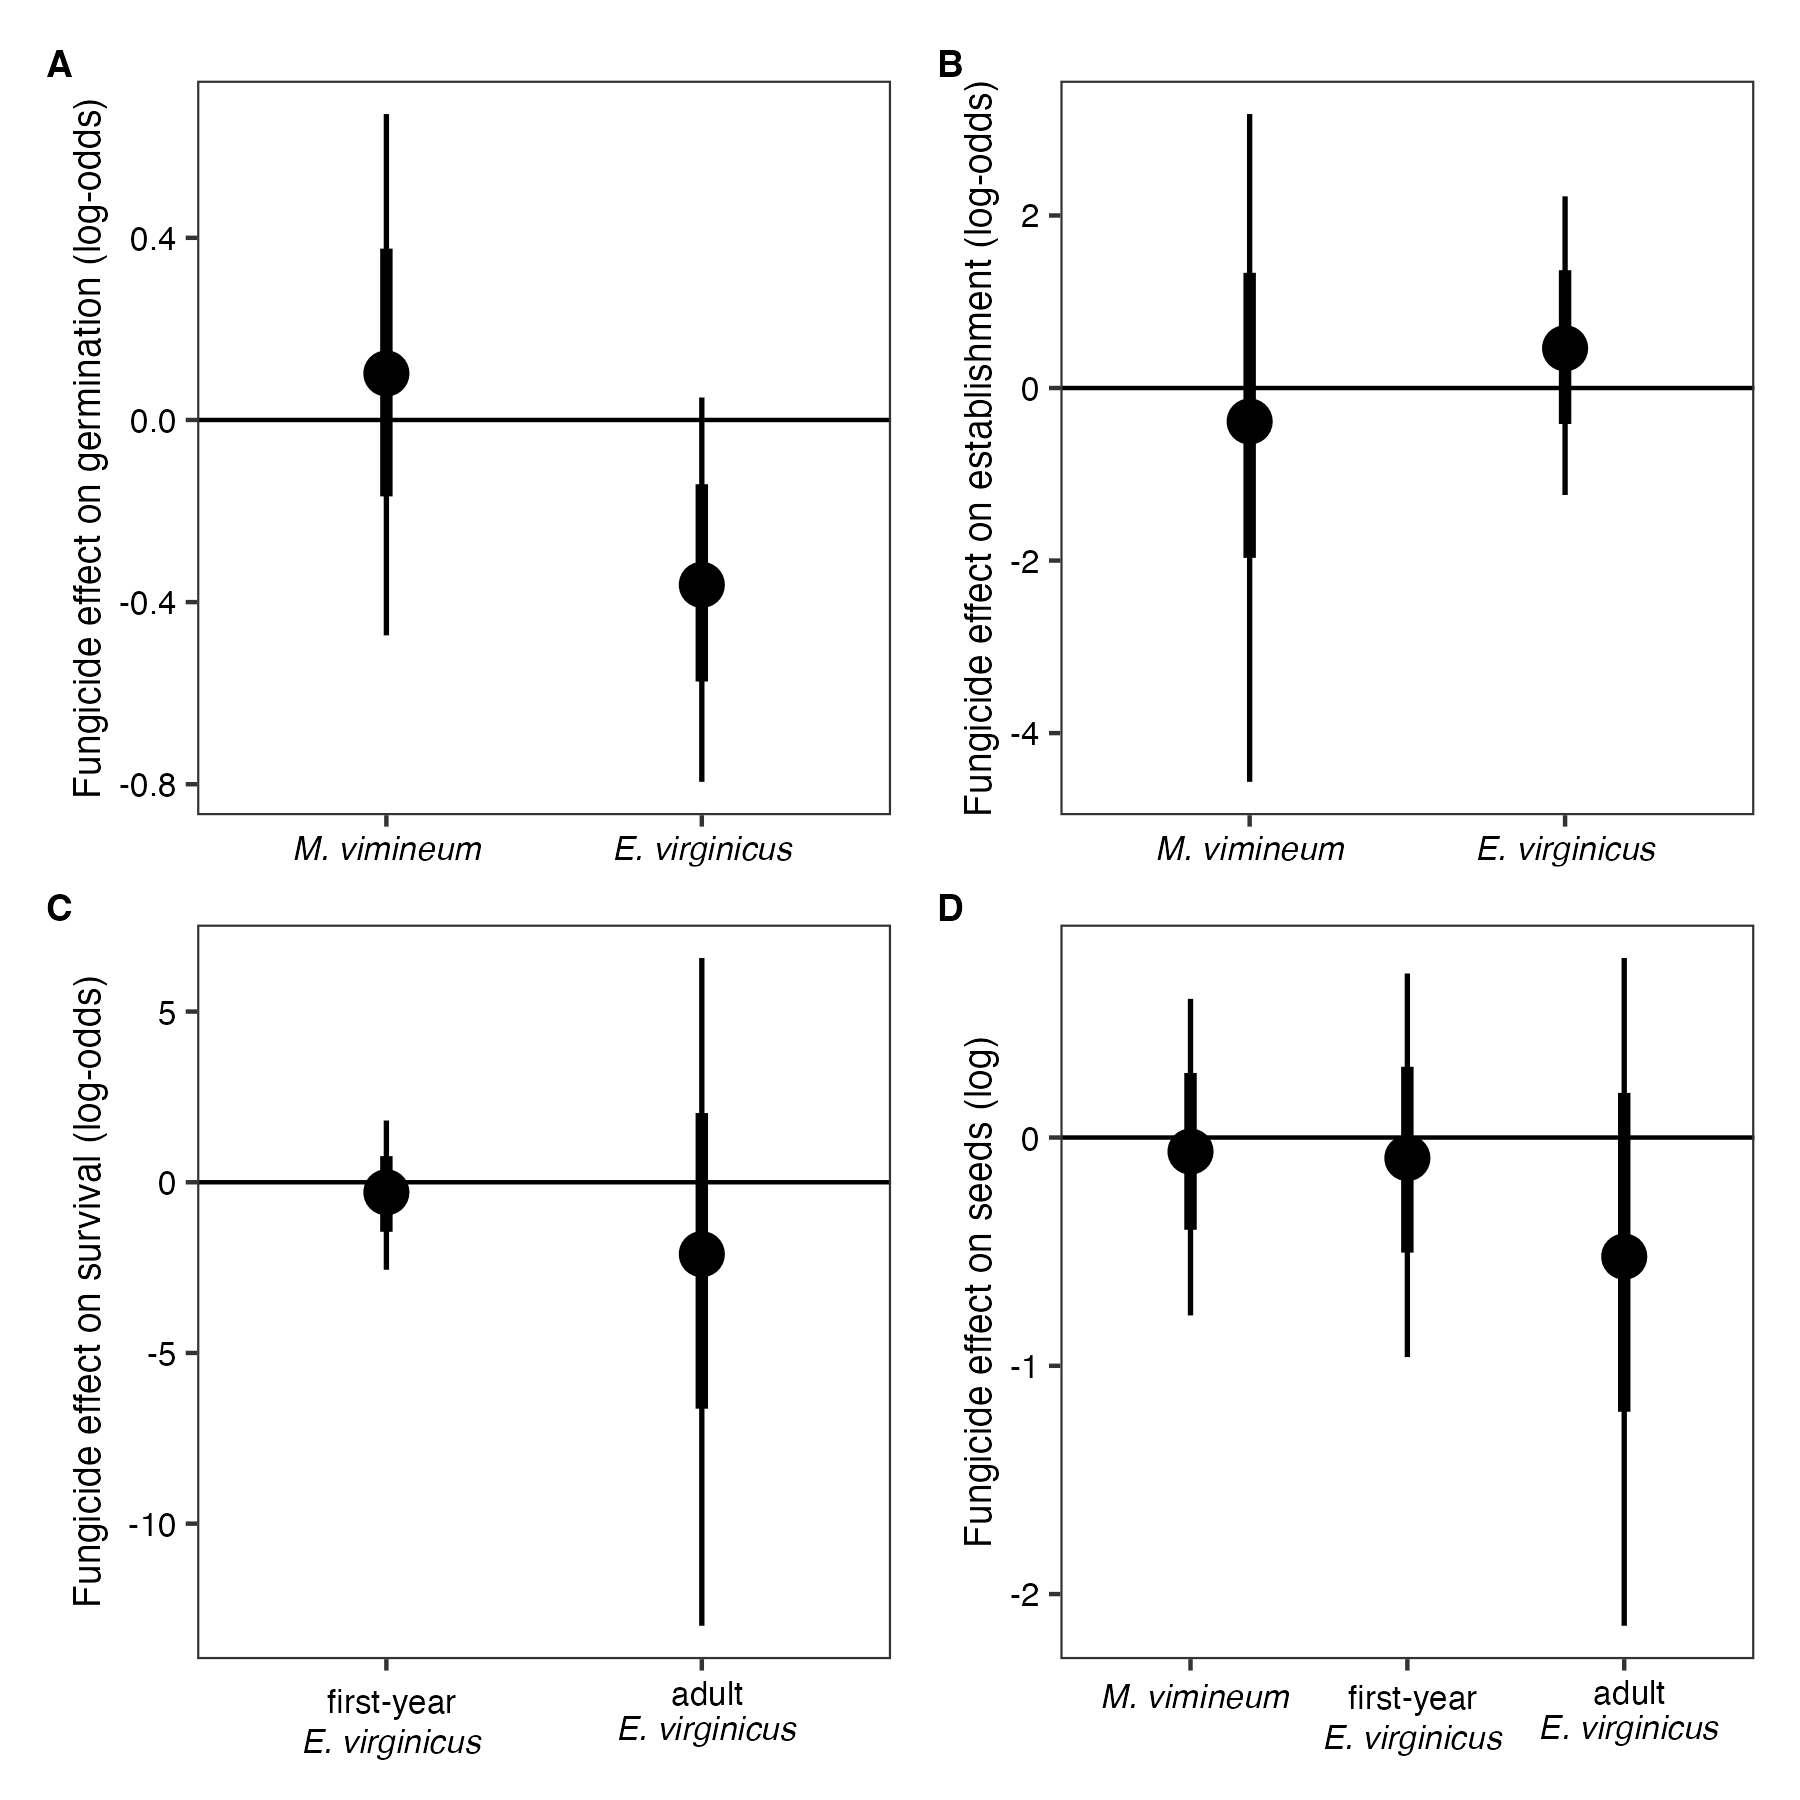 A
Fungicide effect on germination (log-odds)
0.4
0.0
-0.4
-0.8
M. vimineum
E. virginicus
B
Fungicide effect on establishment (log-odds)
2
0
-2
-4
M. vimineum
E. virginicus
C
Fungicide effect on survival (log-odds)
5
0
-5
-10
first-year
E. virginicus
adult
E. virginicus
D
Fungicide effect on seeds (log)
0
-1
-2
M. vimineum
first-year
E. virginicus
adult
E. virginicus